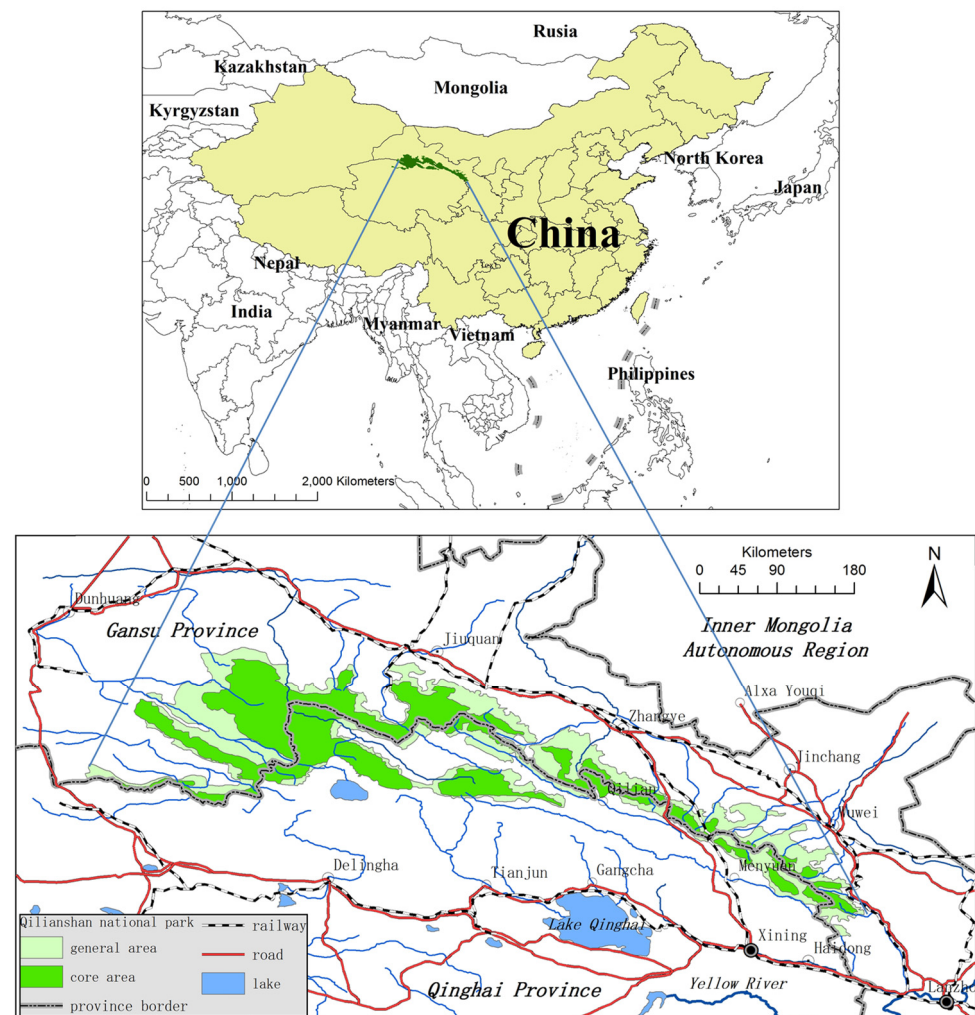 Rusia
Kazakhstan
Mongolia
Kyrgyzstan
North Korea
Japan
China
Nepal
India
Myanmar
Vietnam
Philippines
0 500 1,000 2,000 Kilometers
Kilometers
0 45 90 180
N
Dunhuang
Gansu Province
Jiuquan
Inner Mongolia
Autonomous Region
Alxa Youqi
Zhangye
Jinchang
Qilian
Wuwei
Delingha
Tianjun
Gangcha
Menyuan
Lake Qinghai
Xining
Haidong
Qinghai Province
Yellow River
Lanzho
Qilianshan national park
general area
core area
province border
railway
road
lake